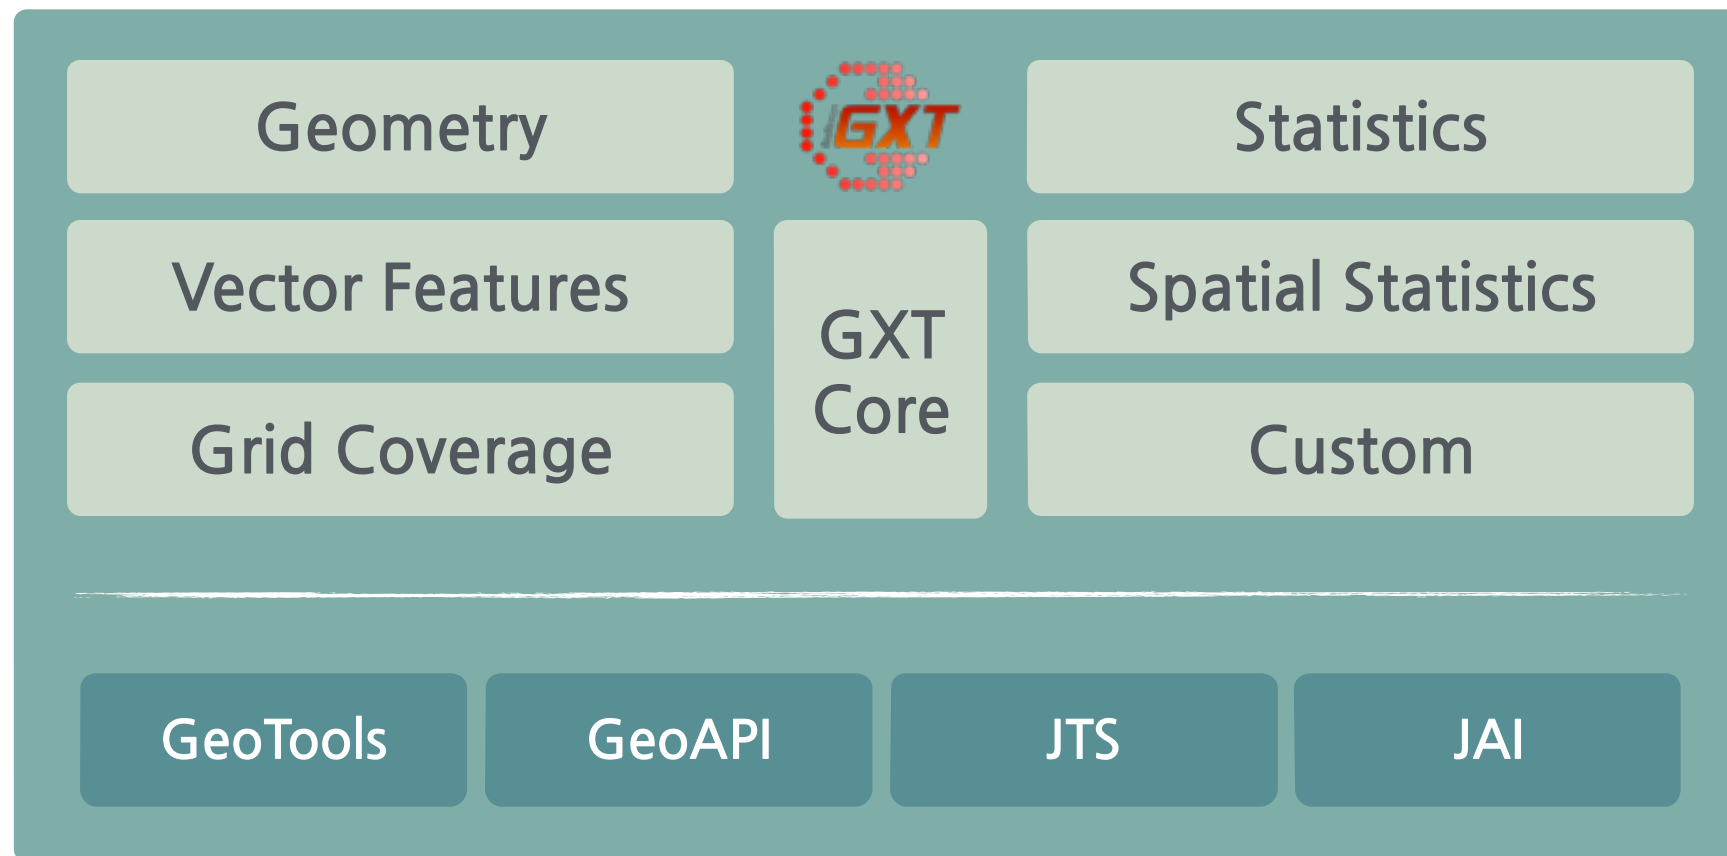 Geometry
GXT
Statistics
Vector Features
GXT
Core
Spatial Statistics
Grid Coverage
Custom
GeoTools
GeoAPI
JTS
JAI